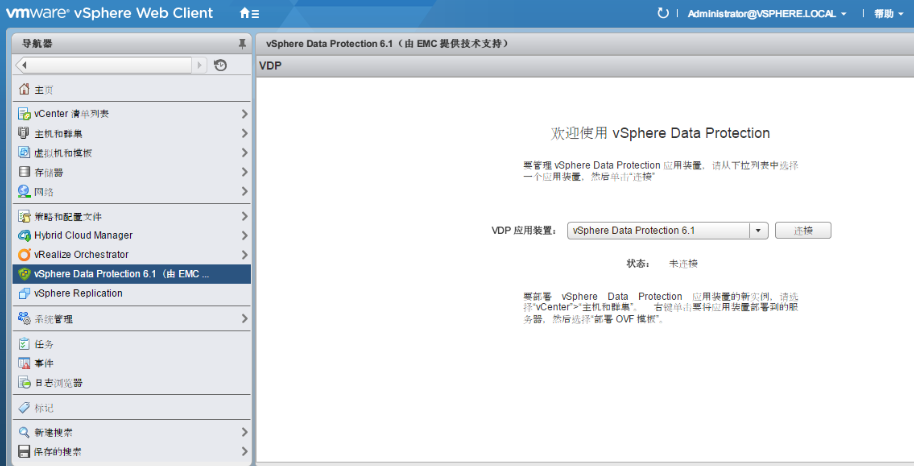 vmware® vSphere Web Client
Administrator@VSPHERE.LOCAL
帮助
导航器
主页
vCenter 清单列表
主机和群集
虚拟机和模板
存储器
网络
策略和配置文件
Hybrid Cloud Manager
vRealize Orchestrator
vSphere Data Protection 6.1（由 EMC ...
vSphere Replication
系统管理
任务
事件
日志浏览器
标记
新建搜索
保存的搜索
vSphere Data Protection 6.1（由 EMC 提供技术支持）
VDP
欢迎使用 vSphere Data Protection
要管理 vSphere Data Protection 应用装置，请从下拉列表中选择
一个应用装置，然后单击“连接”
VDP 应用装置： vSphere Data Protection 6.1 连接
状态： 未连接
要部署 vSphere Data Protection 应用装置的新实例，请选
择“vCenter”>“主机和群集”。 右键单击要将应用装置部署到的服
务器，然后选择“部署 OVF 模板”。